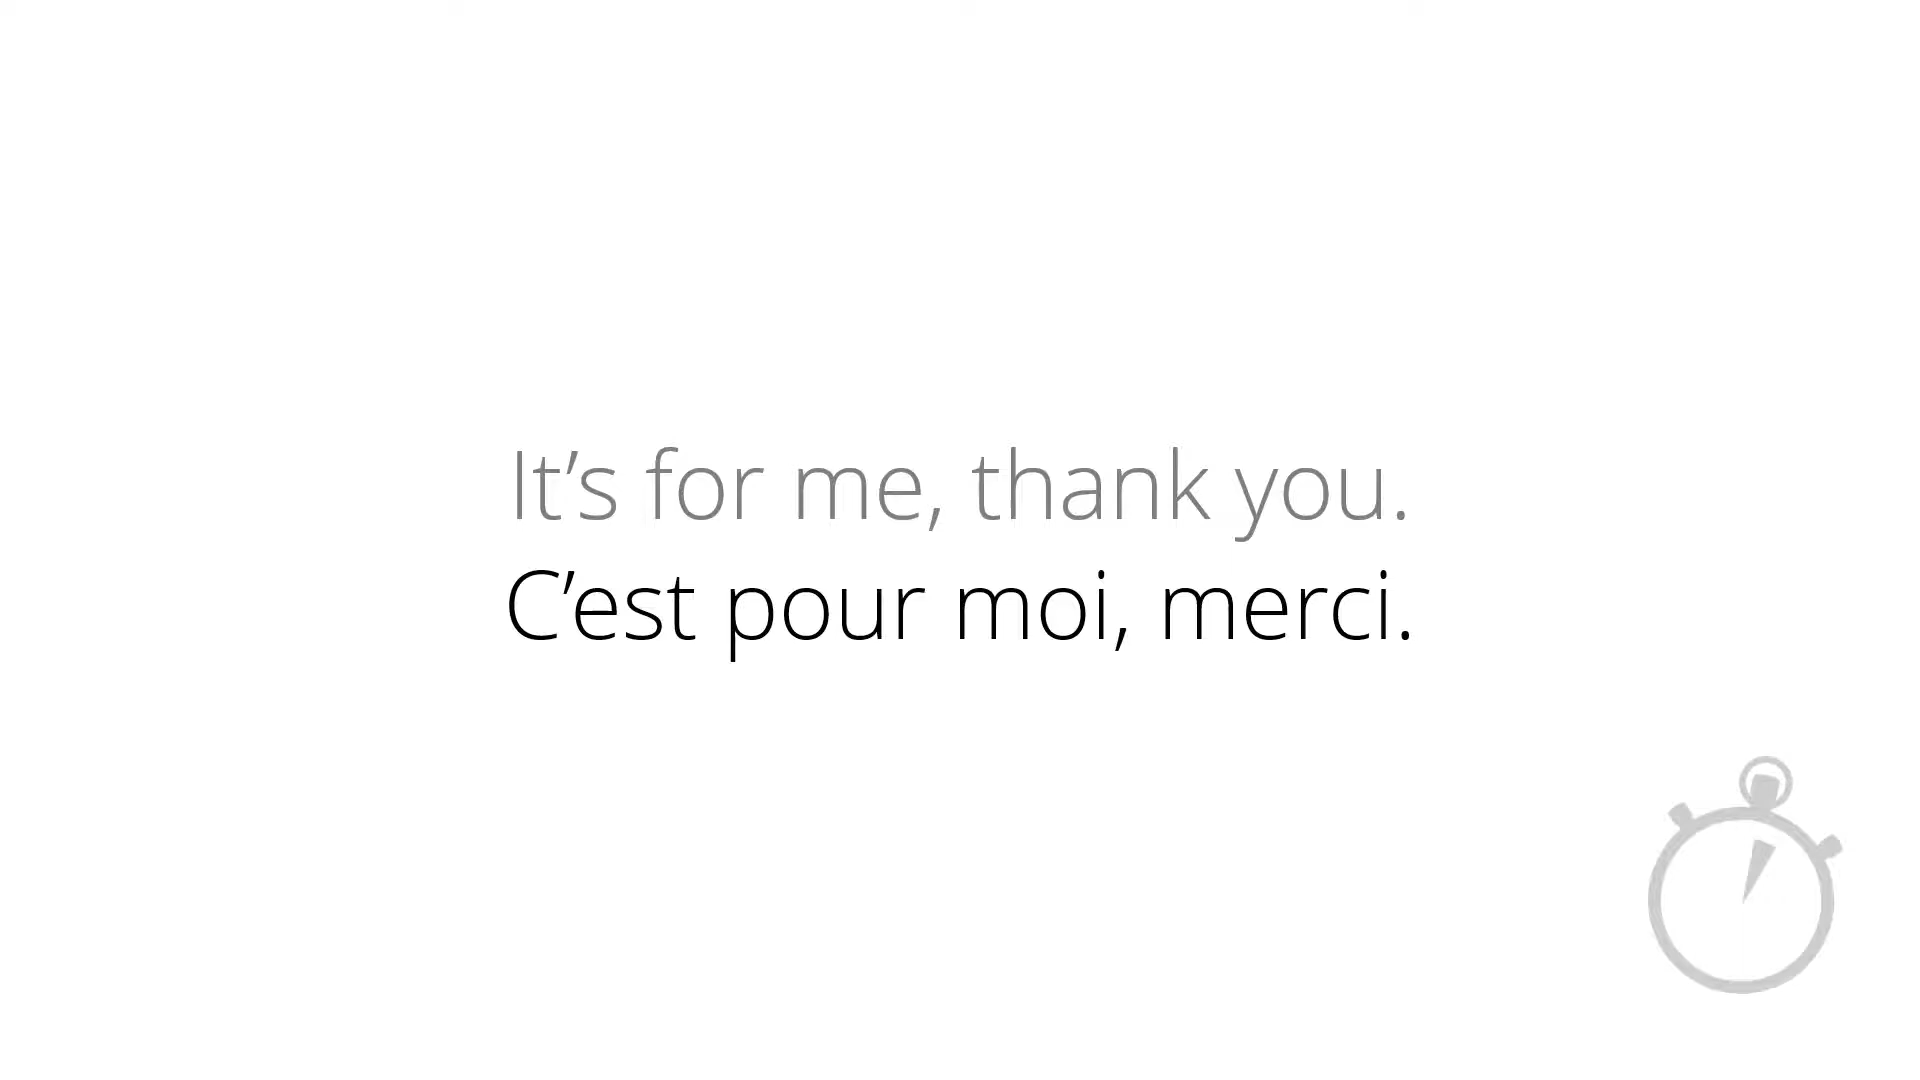 It’s for me, thank you.
C’est pour moi, merci.